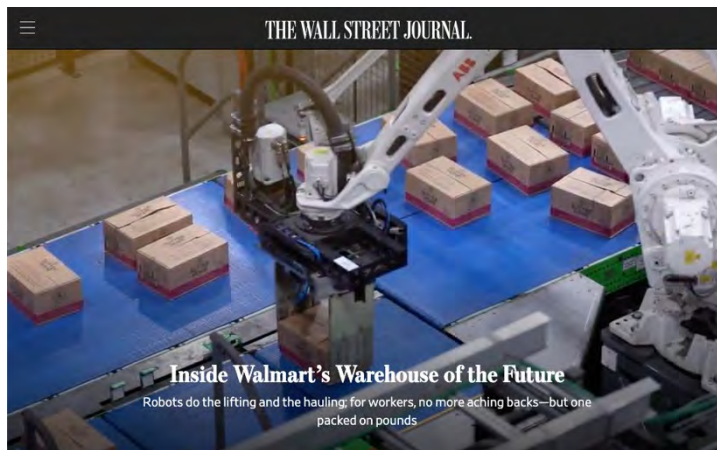 THE WALL STREET JOURNAL.
ABB
Inside Walmart's Warehouse of the Future
Robots do the lifting and the hauling; for workers, no more aching backs—but one
packed on pounds